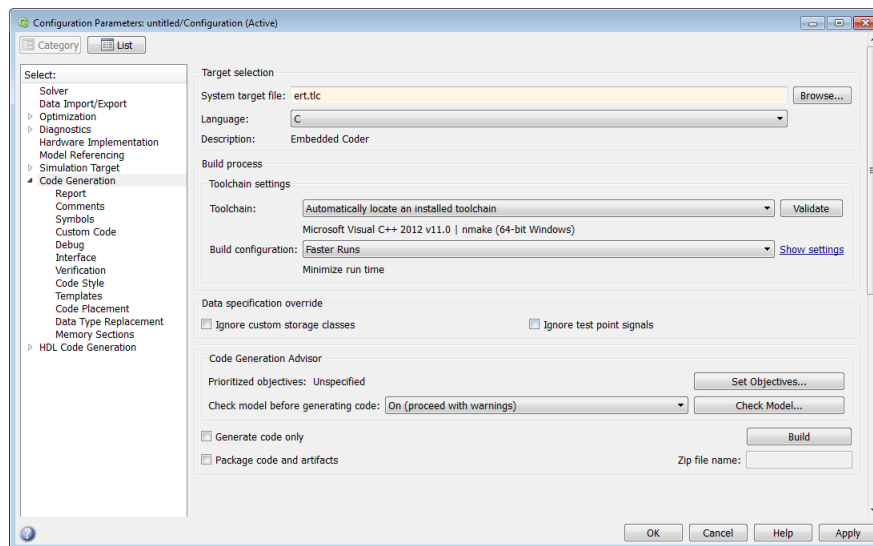 Configuration Parameters: untitled/Configuration (Active)
Category
List
Select:
Solver
Data Import/Export
Optimization
Diagnostics
Hardware Implementation
Model Referencing
Simulation Target
Code Generation
Report
Comments
Symbols
Custom Code
Debug
Interface
Verification
Code Style
Templates
Code Placement
Data Type Replacement
Memory Sections
HDL Code Generation
Target selection
System target file: ert.tlc Browse...
Language: C
Description: Embedded Coder
Build process
Toolchain settings
Toolchain: Automatically locate an installed toolchain Validate
Microsoft Visual C++ 2012 v11.0 | nmake (64-bit Windows)
Build configuration: Faster Runs Show settings
Minimize run time
Data specification override
Ignore custom storage classes Ignore test point signals
Code Generation Advisor
Prioritized objectives: Unspecified Set Objectives...
Check model before generating code: On (proceed with warnings) Check Model...
Generate code only Build
Package code and artifacts Zip file name:
OK Cancel Help Apply